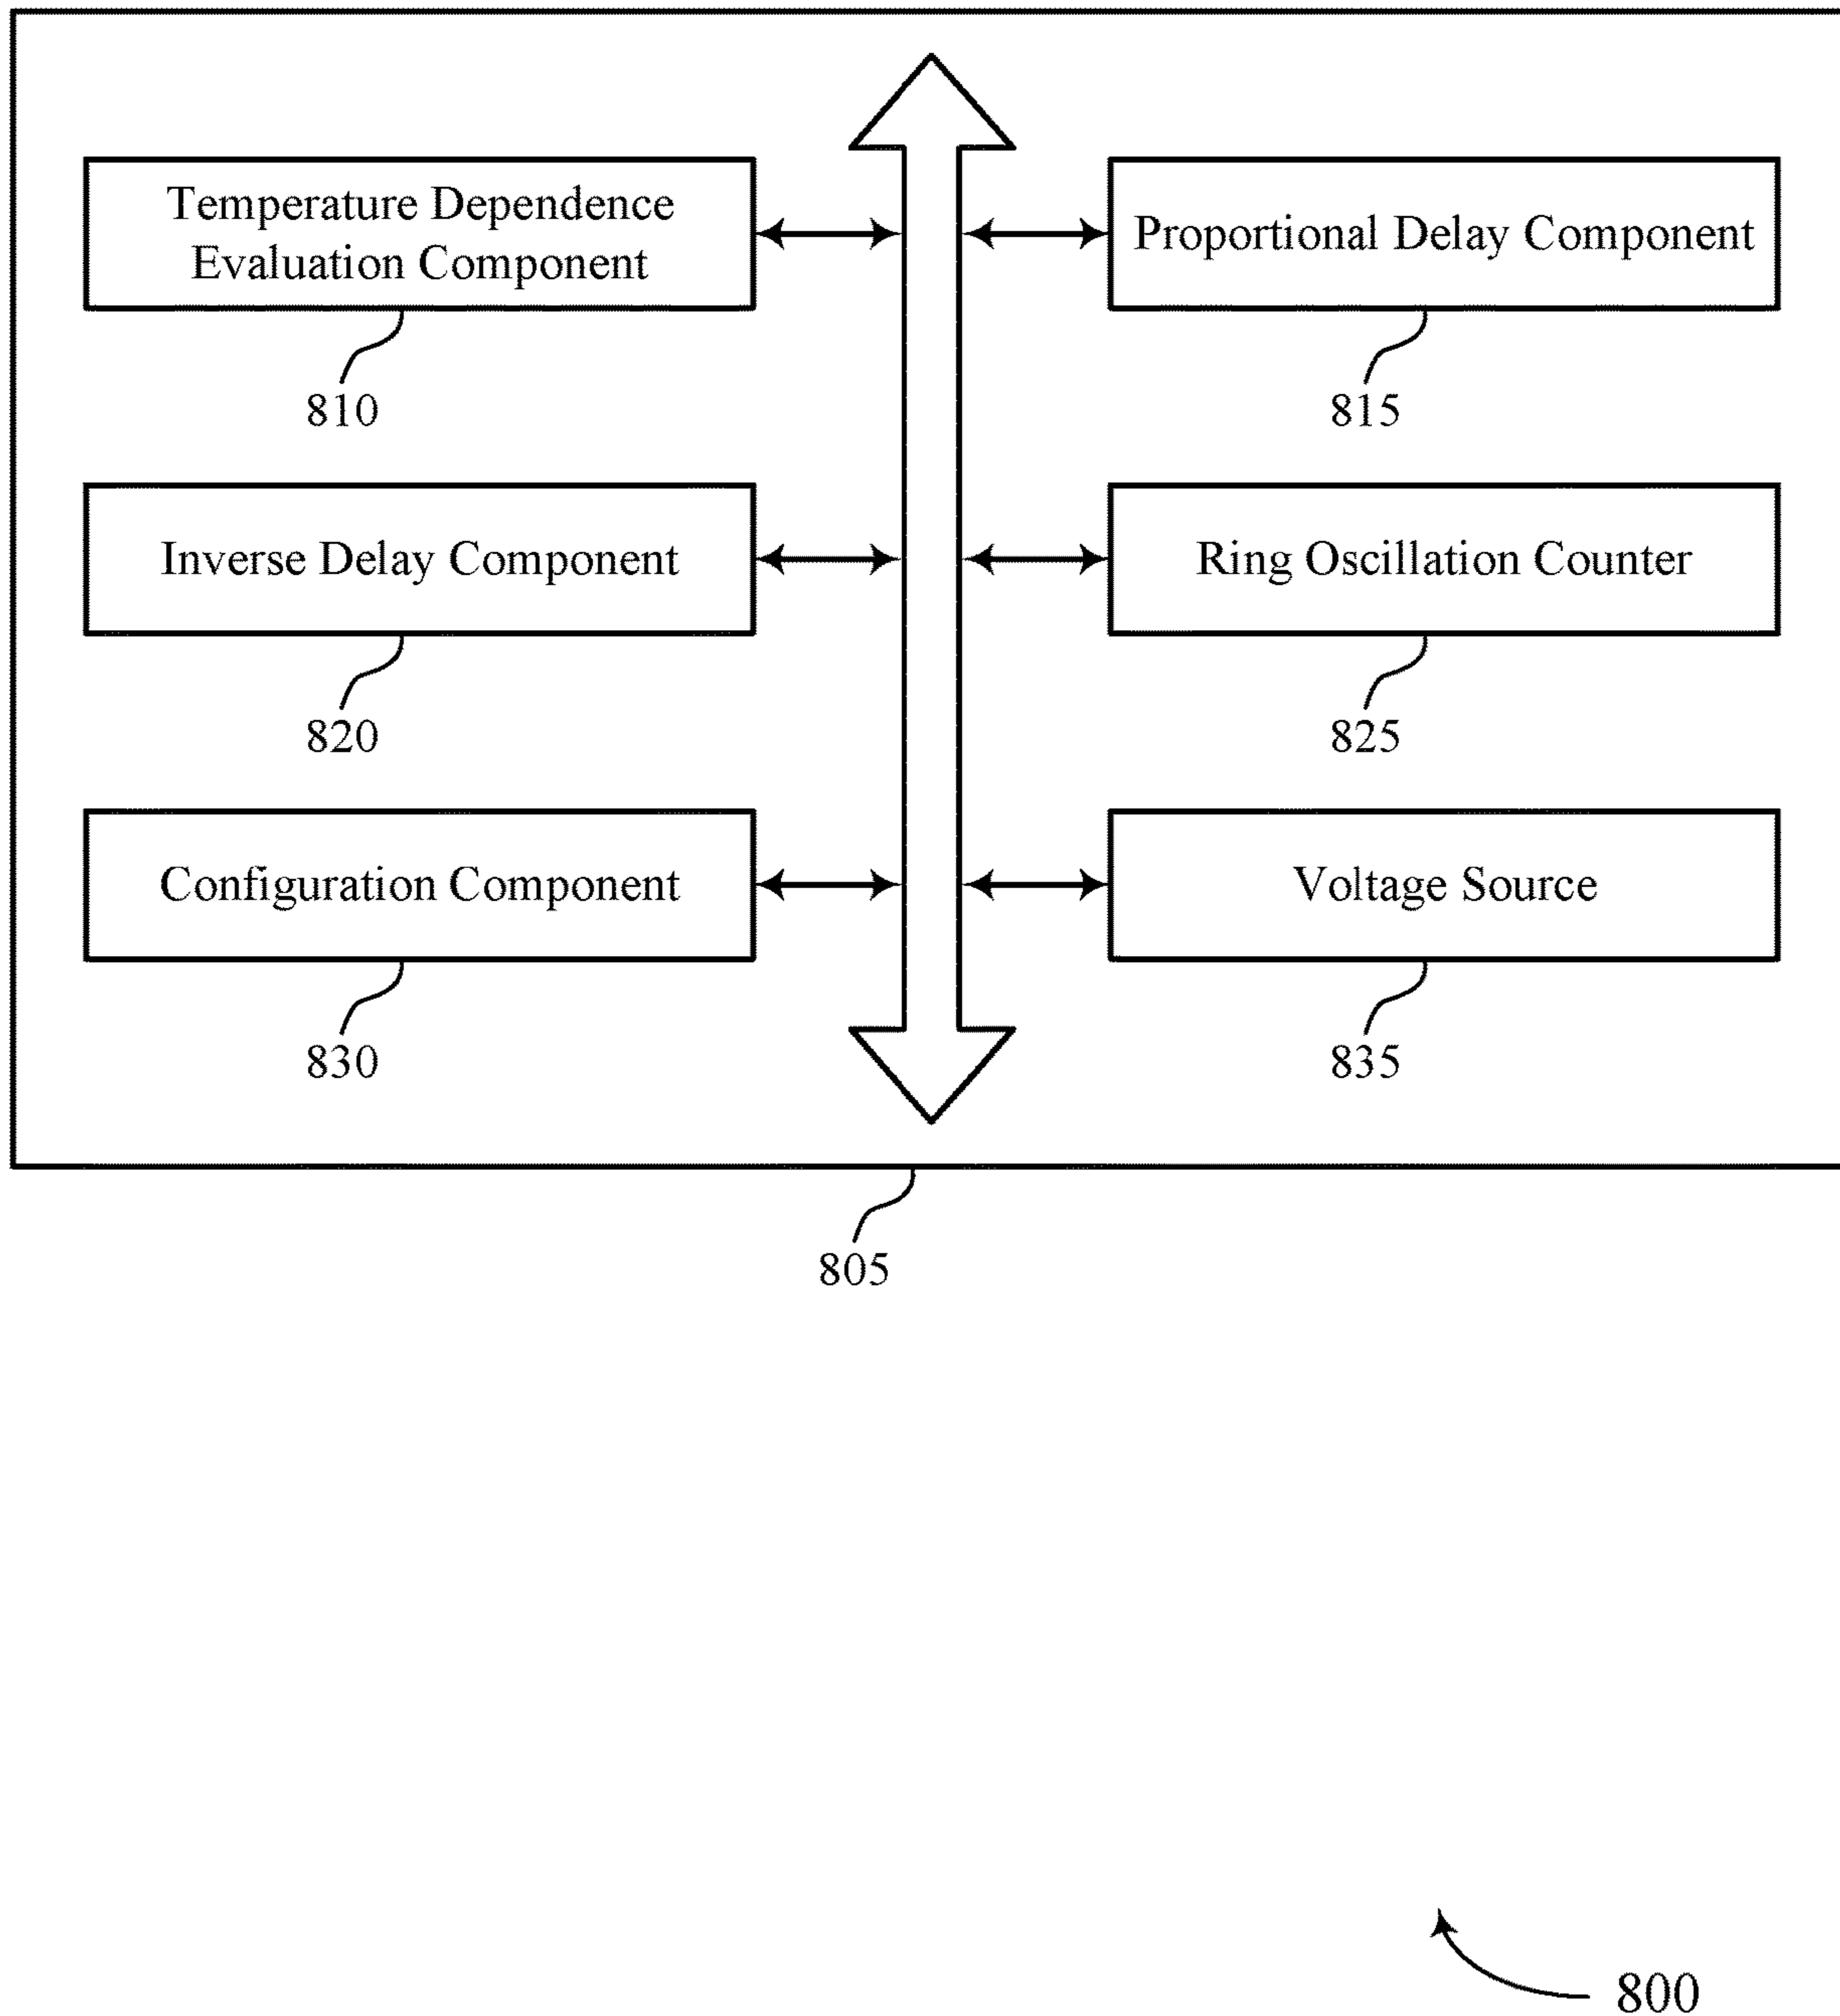 Temperature Dependence
Evaluation Component
810
Proportional Delay Component
815
Inverse Delay Component
820
Ring Oscillation Counter
825
Configuration Component
830
Voltage Source
835
805
800